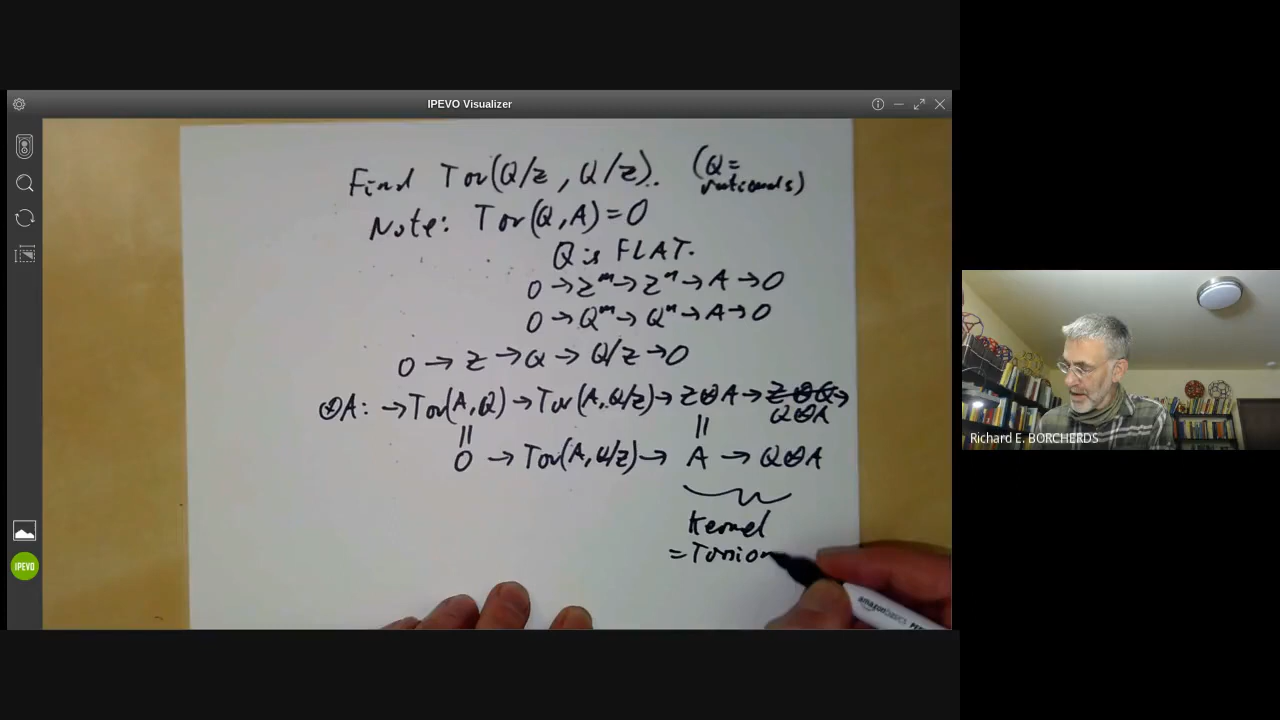 IPEVO Visualizer
Find Tor(Q/Z, Q/Z). (Q=
rationals)
Note: Tor(Q, A) = 0
Q is FLAT.
0 → Z^m → Z^n → A → 0
0 → Q^m → Q^n → A → 0
0 → Z → Q → Q/Z → 0
⊗A: → Tor(A, Q) → Tor(A, Q/Z) → Z⊗A → Z⊗Q →
Q⊗A
|| ||
0 → Tor(A, Q/Z) → A → Q⊗A
Kernel
= Torsion
Richard E. BORCHERDS
IPEVO
amazonbasics